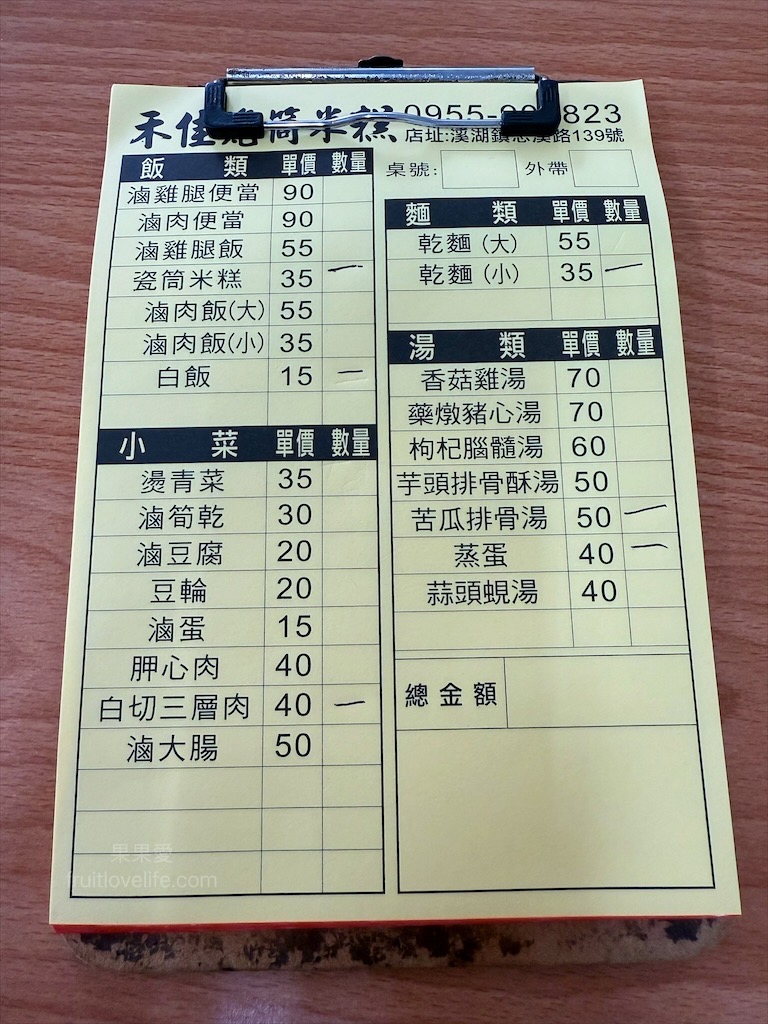 禾佳瓷筒米糕
0955-9 823
店址:溪湖鎮忠溪路139號
桌號: 外帶
飯類 單價 數量
滷雞腿便當 90
滷肉便當 90
滷雞腿飯 55
瓷筒米糕 35 一
滷肉飯(大) 55
滷肉飯(小) 35
白飯 15 一
小菜 單價 數量
燙青菜 35
滷筍乾 30
滷豆腐 20
豆輪 20
滷蛋 15
胛心肉 40
白切三層肉 40 一
滷大腸 50
麵類 單價 數量
乾麵(大) 55
乾麵(小) 35 一
湯類 單價 數量
香菇雞湯 70
藥燉豬心湯 70
枸杞腦髓湯 60
芋頭排骨酥湯 50
苦瓜排骨湯 50 一
蒸蛋 40 一
蒜頭蜆湯 40
總金額
果果愛
fruitlovelife.com